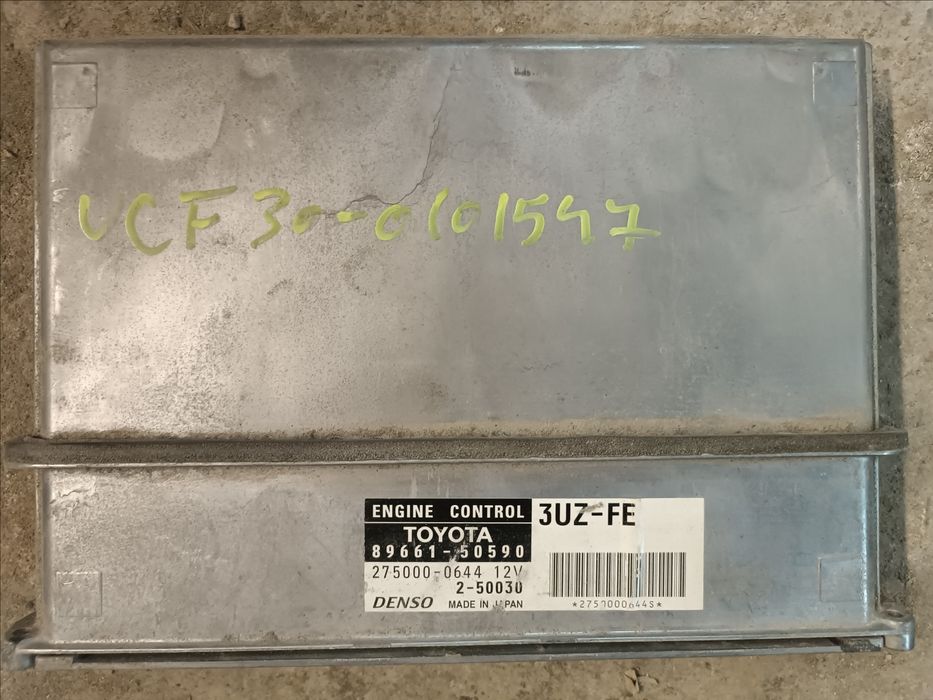 UCF30-0101547
ENGINE CONTROL 3UZ-FE
TOYOTA
89661-50590
275000-0644 12V
2-50030
DENSO MADE IN JAPAN
*2750000644S*